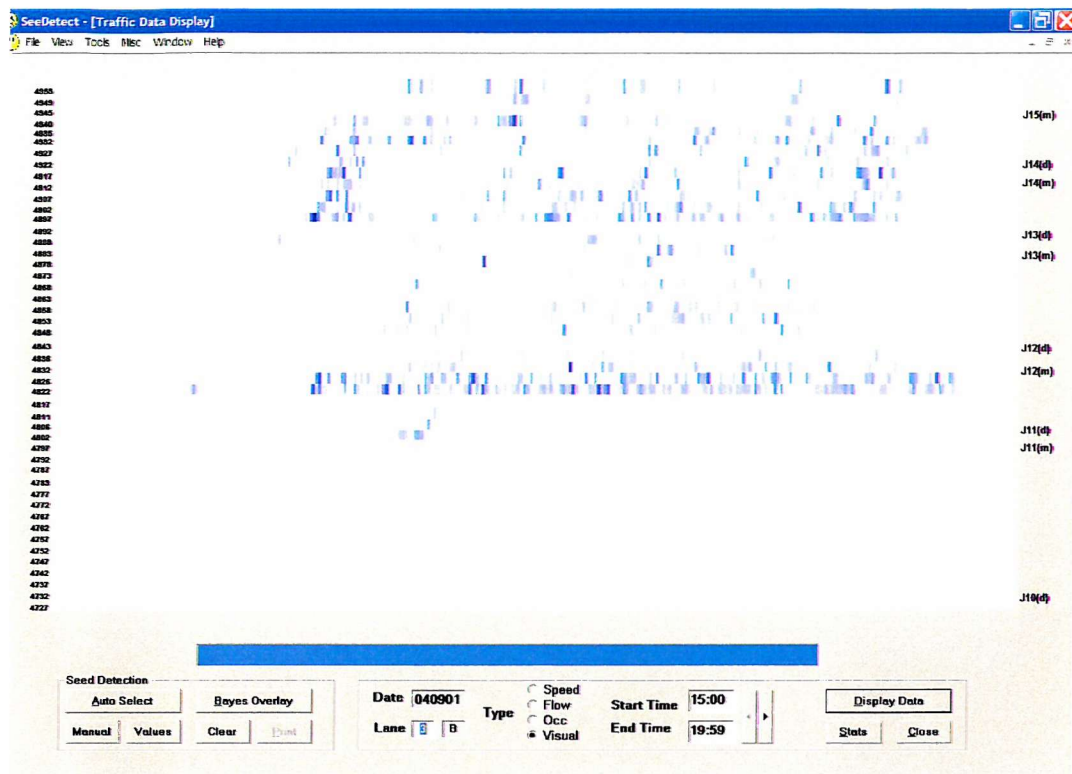 SeeDetect - [Traffic Data Display]
File View Tools Misc Window Help
4949
4945 J15(m)
4940
4932
4927
4922 J14(d)
4917
4912 J14(m)
4907
4902
4897
4892 J13(d)
4888
4883 J13(m)
4878
4873
4868
4863
4858
4853
4848
4843 J12(d)
4838
4832 J12(m)
4822
4817
4811
4806 J11(d)
4802
4797 J11(m)
4792
4787
4783
4777
4772
4767
4762
4757
4752
4747
4742
4737
4732 J10(d)
4727
Seed Detection
Auto Select Bayes Overlay
Manual Values Clear Print
Date 040901
Lane 3 B
Type
Speed
Flow
Occ
Visual
Start Time 15:00
End Time 19:59
Display Data
Stats Close